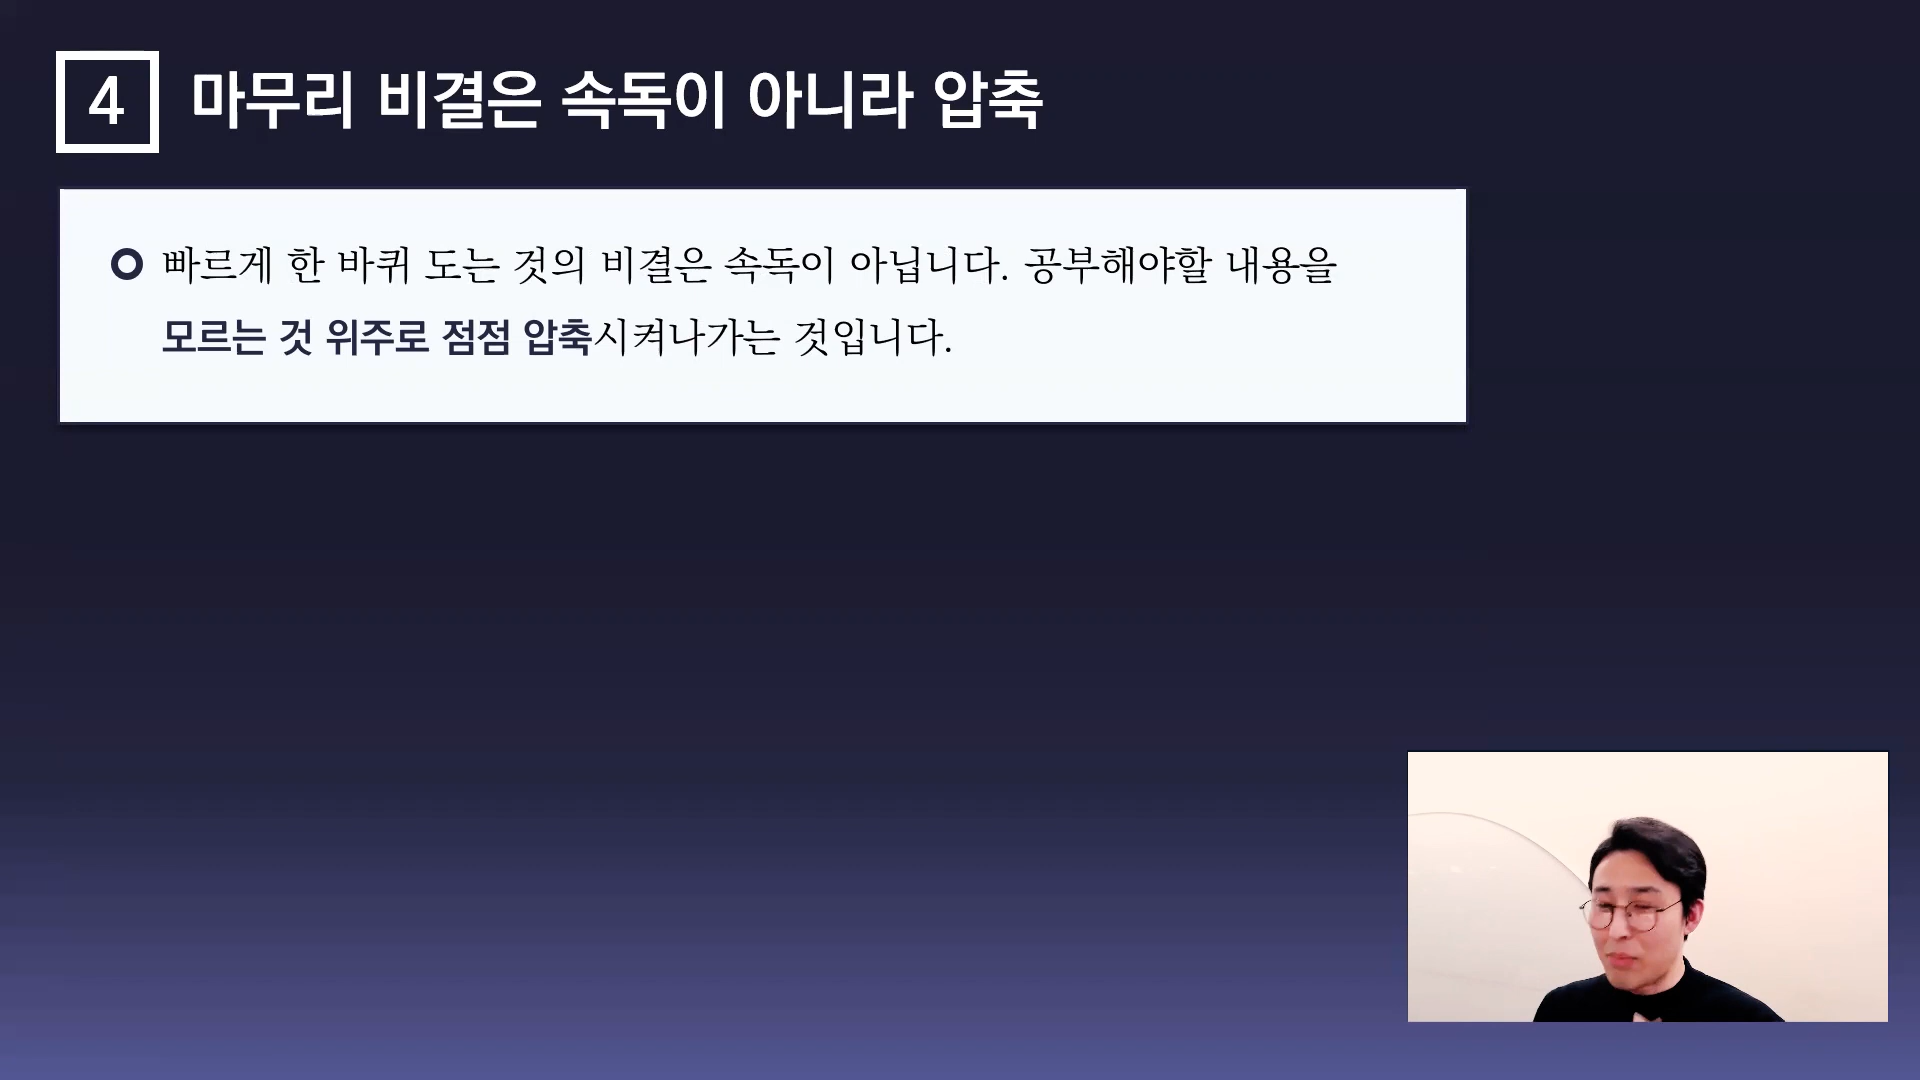 4 마무리 비결은 속독이 아니라 압축
빠르게 한 바퀴 도는 것의 비결은 속독이 아닙니다. 공부해야할 내용을
모르는 것 위주로 점점 압축시켜나가는 것입니다.